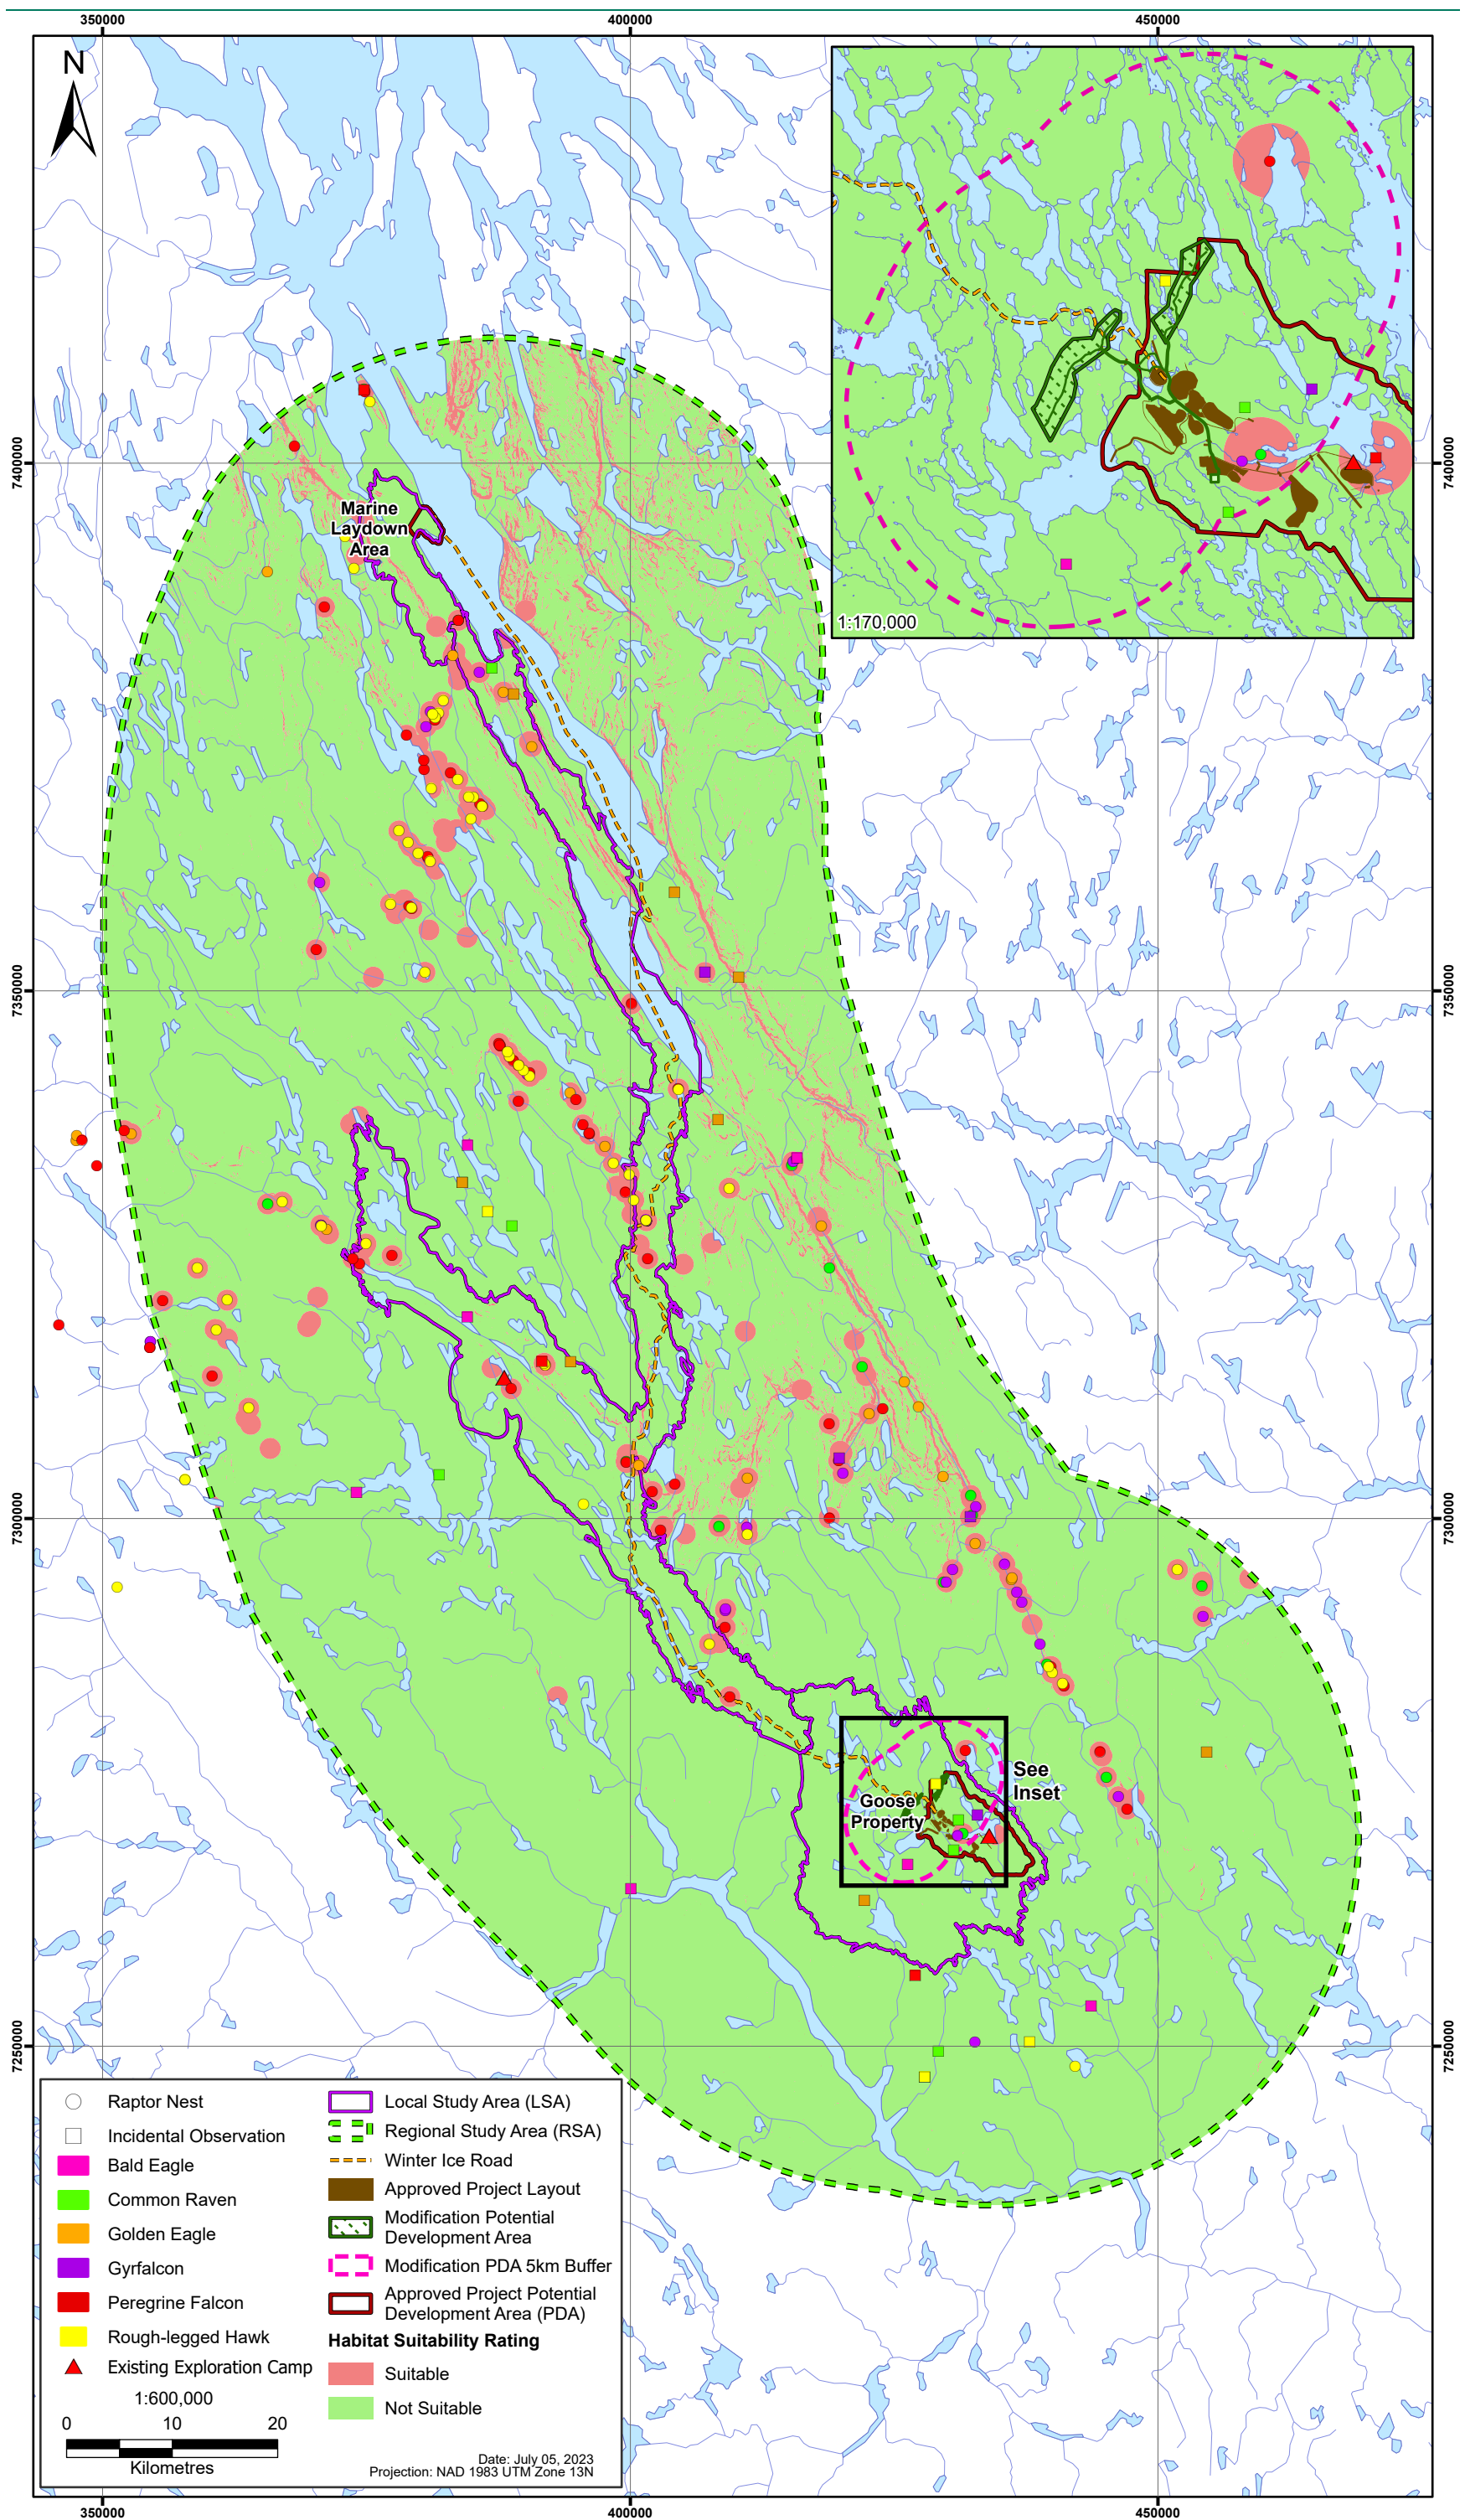 350000
400000
450000
N
1:170,000
7400000
7400000
Marine
Laydown
Area
7350000
7350000
7300000
7300000
See
Inset
Goose
Property
7250000
7250000
Raptor Nest
Incidental Observation
Bald Eagle
Common Raven
Golden Eagle
Gyrfalcon
Peregrine Falcon
Rough-legged Hawk
Existing Exploration Camp
1:600,000
0 10 20
Kilometres
Local Study Area (LSA)
Regional Study Area (RSA)
Winter Ice Road
Approved Project Layout
Modification Potential
Development Area
Modification PDA 5km Buffer
Approved Project Potential
Development Area (PDA)
Habitat Suitability Rating
Suitable
Not Suitable
Date: July 05, 2023
Projection: NAD 1983 UTM Zone 13N
350000
400000
450000